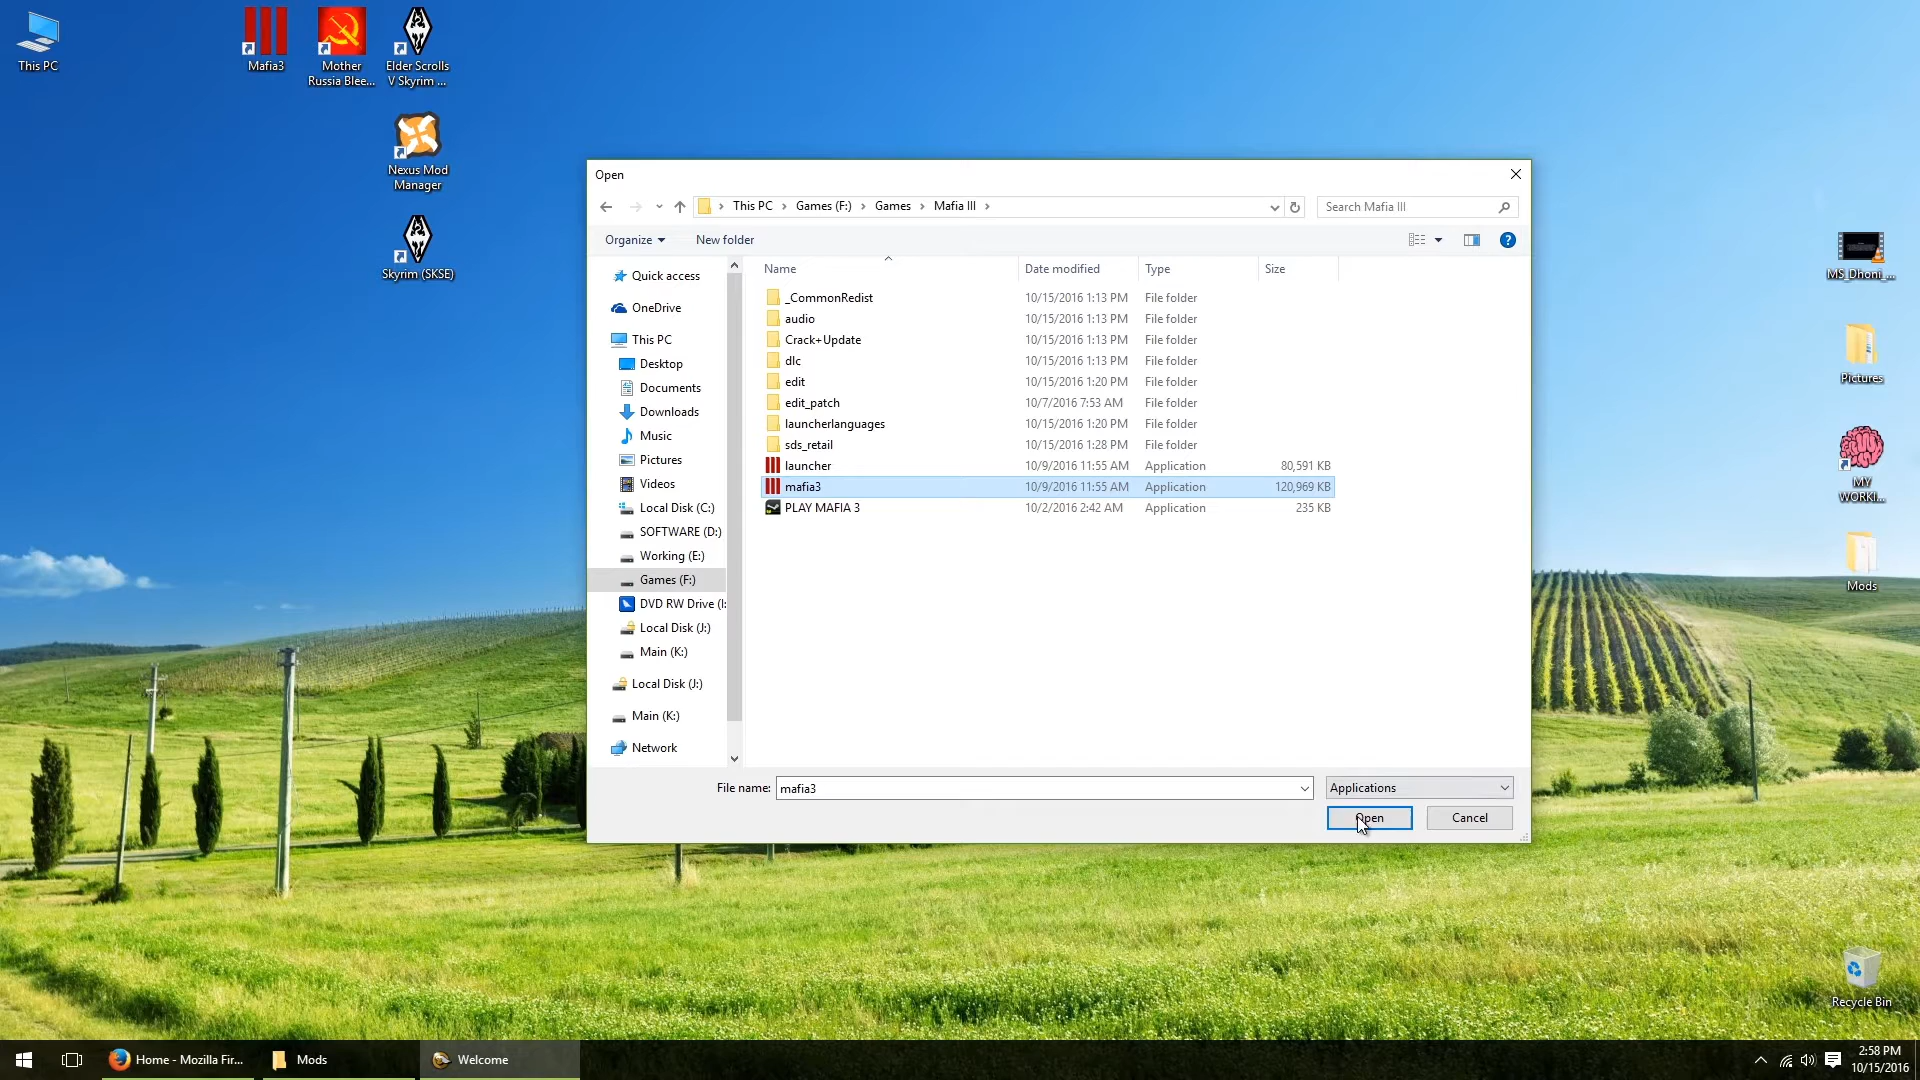 This PC
Mafia3
Mother
Russia Blee...
Elder Scrolls
V Skyrim ...
Nexus Mod
Manager
Skyrim (SKSE)
Open
This PC
Games (F:)
Games
Mafia III
Search Mafia III
Organize
New folder
Quick access
OneDrive
This PC
Desktop
Documents
Downloads
Music
Pictures
Videos
Local Disk (C:)
SOFTWARE (D:)
Working (E:)
Games (F:)
DVD RW Drive (I:
Local Disk (J:)
Main (K:)
Local Disk (J:)
Main (K:)
Network
Name Date modified Type Size
_CommonRedist 10/15/2016 1:13 PM File folder
audio 10/15/2016 1:13 PM File folder
Crack+Update 10/15/2016 1:13 PM File folder
dlc 10/15/2016 1:13 PM File folder
edit 10/15/2016 1:20 PM File folder
edit_patch 10/7/2016 7:53 AM File folder
launcherlanguages 10/15/2016 1:20 PM File folder
sds_retail 10/15/2016 1:28 PM File folder
launcher 10/9/2016 11:55 AM Application 80,591 KB
mafia3 10/9/2016 11:55 AM Application 120,969 KB
PLAY MAFIA 3 10/2/2016 2:42 AM Application 235 KB
File name: mafia3
Applications
Open
Cancel
MS_Dhoni_...
Pictures
MY
WORKI...
Mods
Recycle Bin
Home - Mozilla Fir...
Mods
Welcome
2:58 PM
10/15/2016